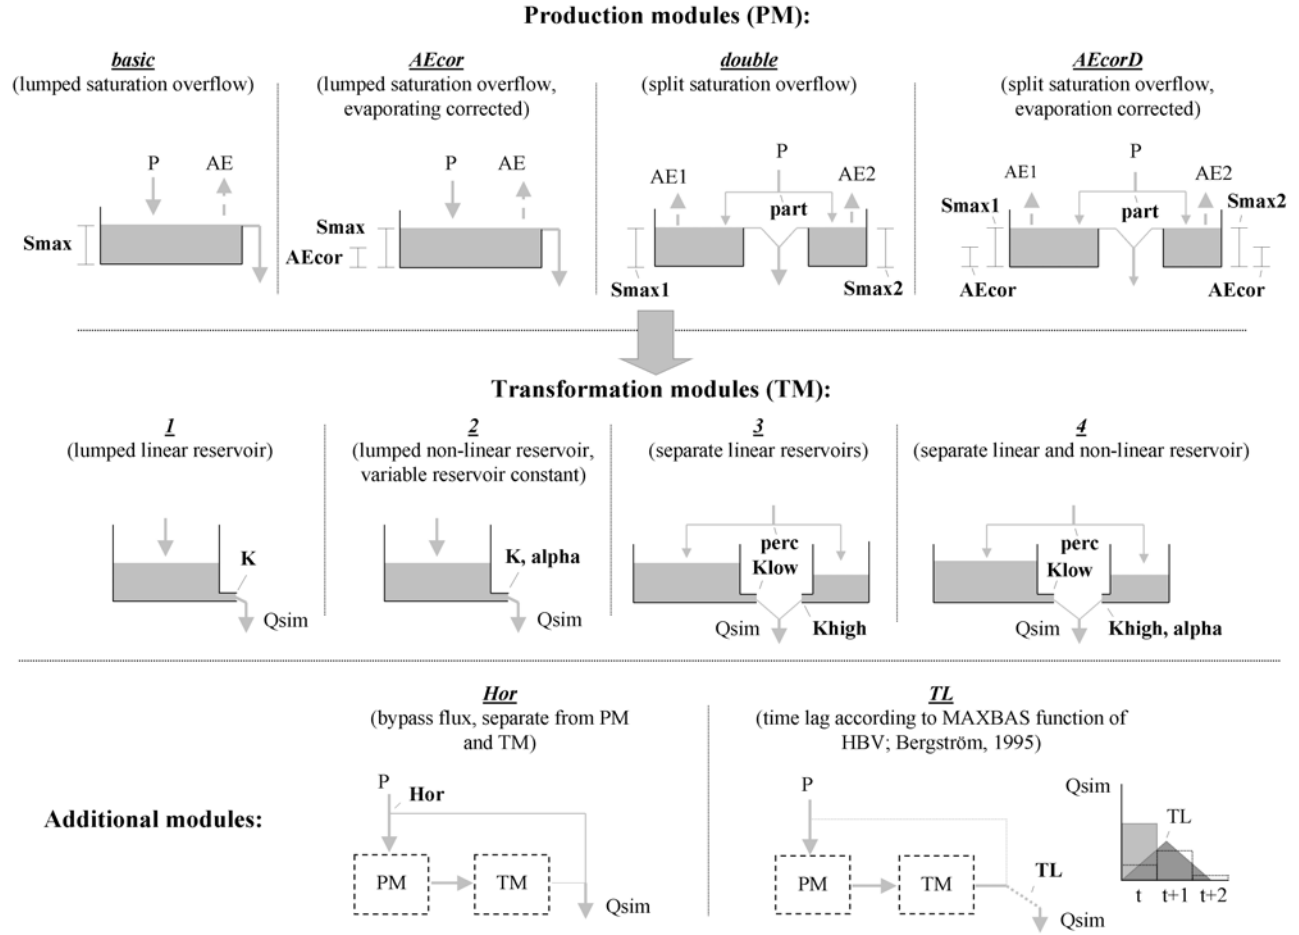 Production modules (PM):
basic
(lumped saturation overflow)
AEcor
(lumped saturation overflow,
evaporating corrected)
double
(split saturation overflow)
AEcorD
(split saturation overflow,
evaporation corrected)
P
AE
Smax
P
AE
Smax
AEcor
P
AE1
AE2
part
Smax1
Smax2
P
AE1
AE2
Smax1
part
Smax2
AEcor
AEcor
Transformation modules (TM):
1
(lumped linear reservoir)
2
(lumped non-linear reservoir,
variable reservoir constant)
3
(separate linear reservoirs)
4
(separate linear and non-linear reservoir)
K
Qsim
K, alpha
Qsim
perc
Klow
Qsim
Khigh
perc
Klow
Qsim
Khigh, alpha
Additional modules:
Hor
(bypass flux, separate from PM
and TM)
P
Hor
PM
TM
Qsim
TL
(time lag according to MAXBAS function of
HBV; Bergström, 1995)
P
PM
TM
TL
Qsim
Qsim
TL
t
t+1
t+2